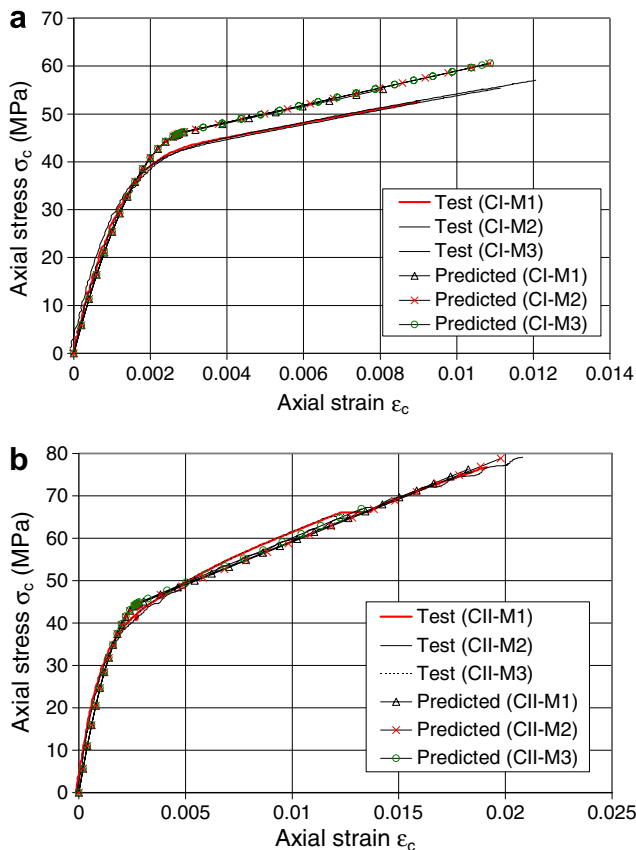 a
70
60
50
40
30
20
10
0
Axial stress σc (MPa)
Test (CI-M1)
Test (CI-M2)
Test (CI-M3)
Predicted (CI-M1)
Predicted (CI-M2)
Predicted (CI-M3)
0 0.002 0.004 0.006 0.008 0.01 0.012 0.014
Axial strain εc
b
80
70
60
50
40
30
20
10
0
Axial stress σc (MPa)
Test (CII-M1)
Test (CII-M2)
Test (CII-M3)
Predicted (CII-M1)
Predicted (CII-M2)
Predicted (CII-M3)
0 0.005 0.01 0.015 0.02 0.025
Axial strain εc